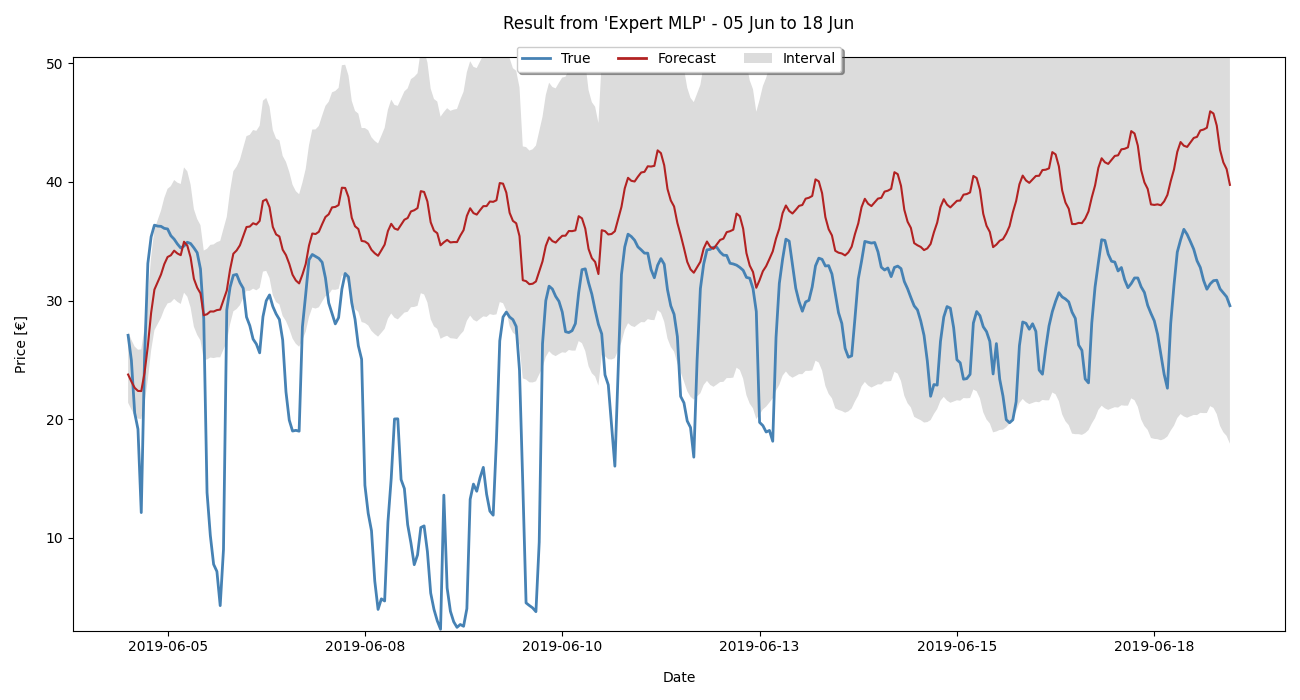 Result from 'Expert MLP' - 05 Jun to 18 Jun
True Forecast Interval
50
40
30
20
10
Price [€]
2019-06-05 2019-06-08 2019-06-10 2019-06-13 2019-06-15 2019-06-18
Date